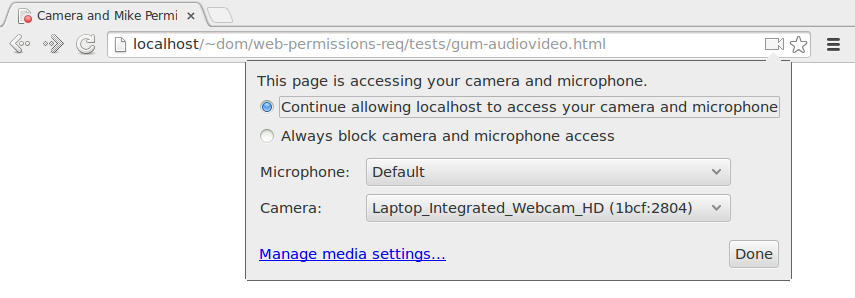 Camera and Mike Permi
localhost/~dom/web-permissions-req/tests/gum-audiovideo.html
This page is accessing your camera and microphone.
Continue allowing localhost to access your camera and microphone
Always block camera and microphone access
Microphone: Default
Camera: Laptop_Integrated_Webcam_HD (1bcf:2804)
Manage media settings... Done